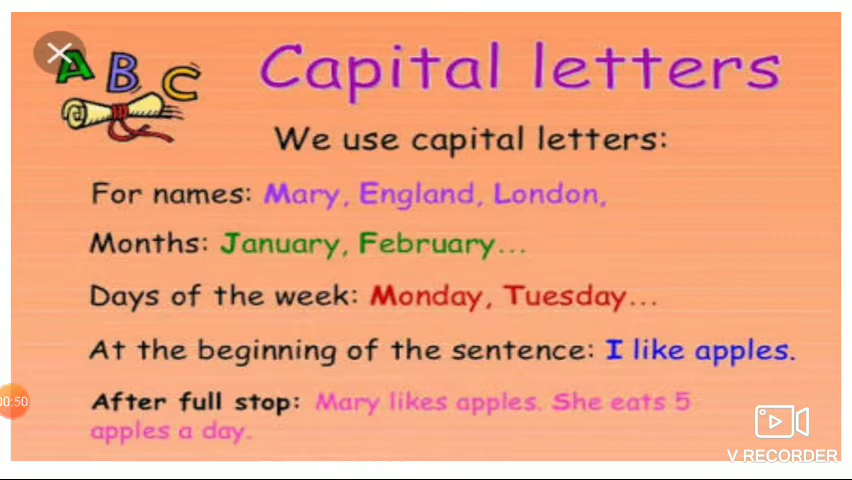 A B C
Capital letters
We use capital letters:
For names: Mary, England, London,
Months: January, February...
Days of the week: Monday, Tuesday...
At the beginning of the sentence: I like apples.
After full stop: Mary likes apples. She eats 5
apples a day.
00:50
V RECORDER